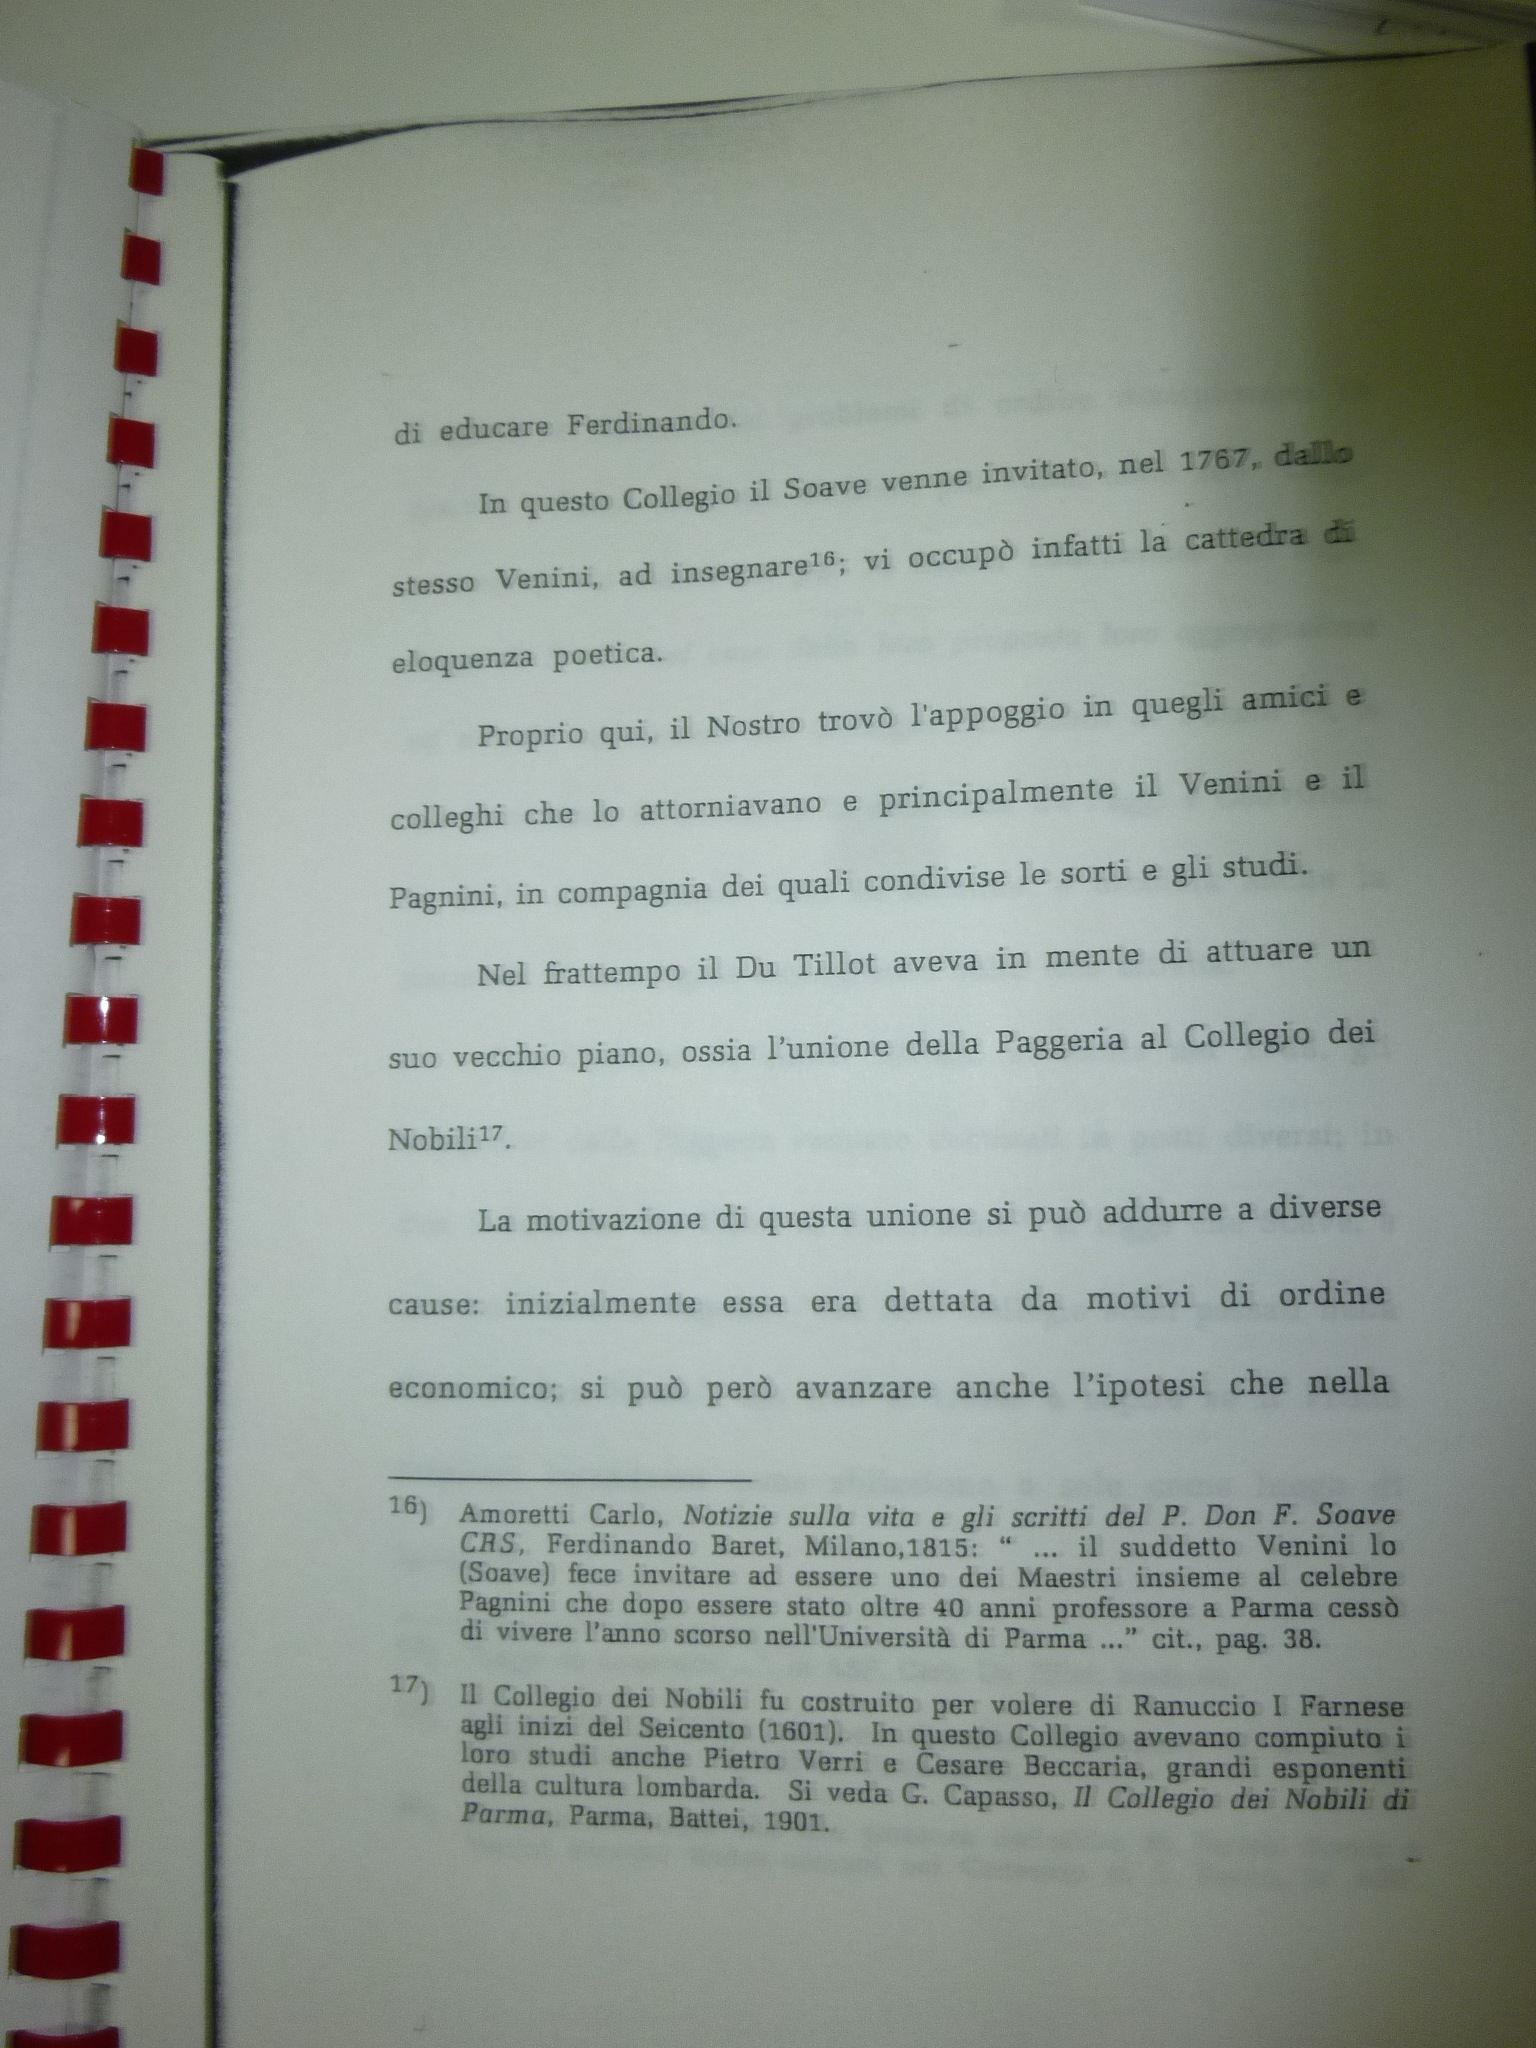 di educare Ferdinando.
In questo Collegio il Soave venne invitato, nel 1767, dallo
stesso Venini, ad insegnare16; vi occupò infatti la cattedra di
eloquenza poetica.
Proprio qui, il Nostro trovò l'appoggio in quegli amici e
colleghi che lo attorniavano e principalmente il Venini e il
Pagnini, in compagnia dei quali condivise le sorti e gli studi.
Nel frattempo il Du Tillot aveva in mente di attuare un
suo vecchio piano, ossia l’unione della Paggeria al Collegio dei
Nobili17.
La motivazione di questa unione si può addurre a diverse
cause: inizialmente essa era dettata da motivi di ordine
economico; si può però avanzare anche l’ipotesi che nella
16) Amoretti Carlo, Notizie sulla vita e gli scritti del P. Don F. Soave
CRS, Ferdinando Baret, Milano,1815: “ ... il suddetto Venini lo
(Soave) fece invitare ad essere uno dei Maestri insieme al celebre
Pagnini che dopo essere stato oltre 40 anni professore a Parma cessò
di vivere l’anno scorso nell'Università di Parma ...” cit., pag. 38.
17) Il Collegio dei Nobili fu costruito per volere di Ranuccio I Farnese
agli inizi del Seicento (1601). In questo Collegio avevano compiuto i
loro studi anche Pietro Verri e Cesare Beccaria, grandi esponenti
della cultura lombarda. Si veda G. Capasso, Il Collegio dei Nobili di
Parma, Parma, Battei, 1901.